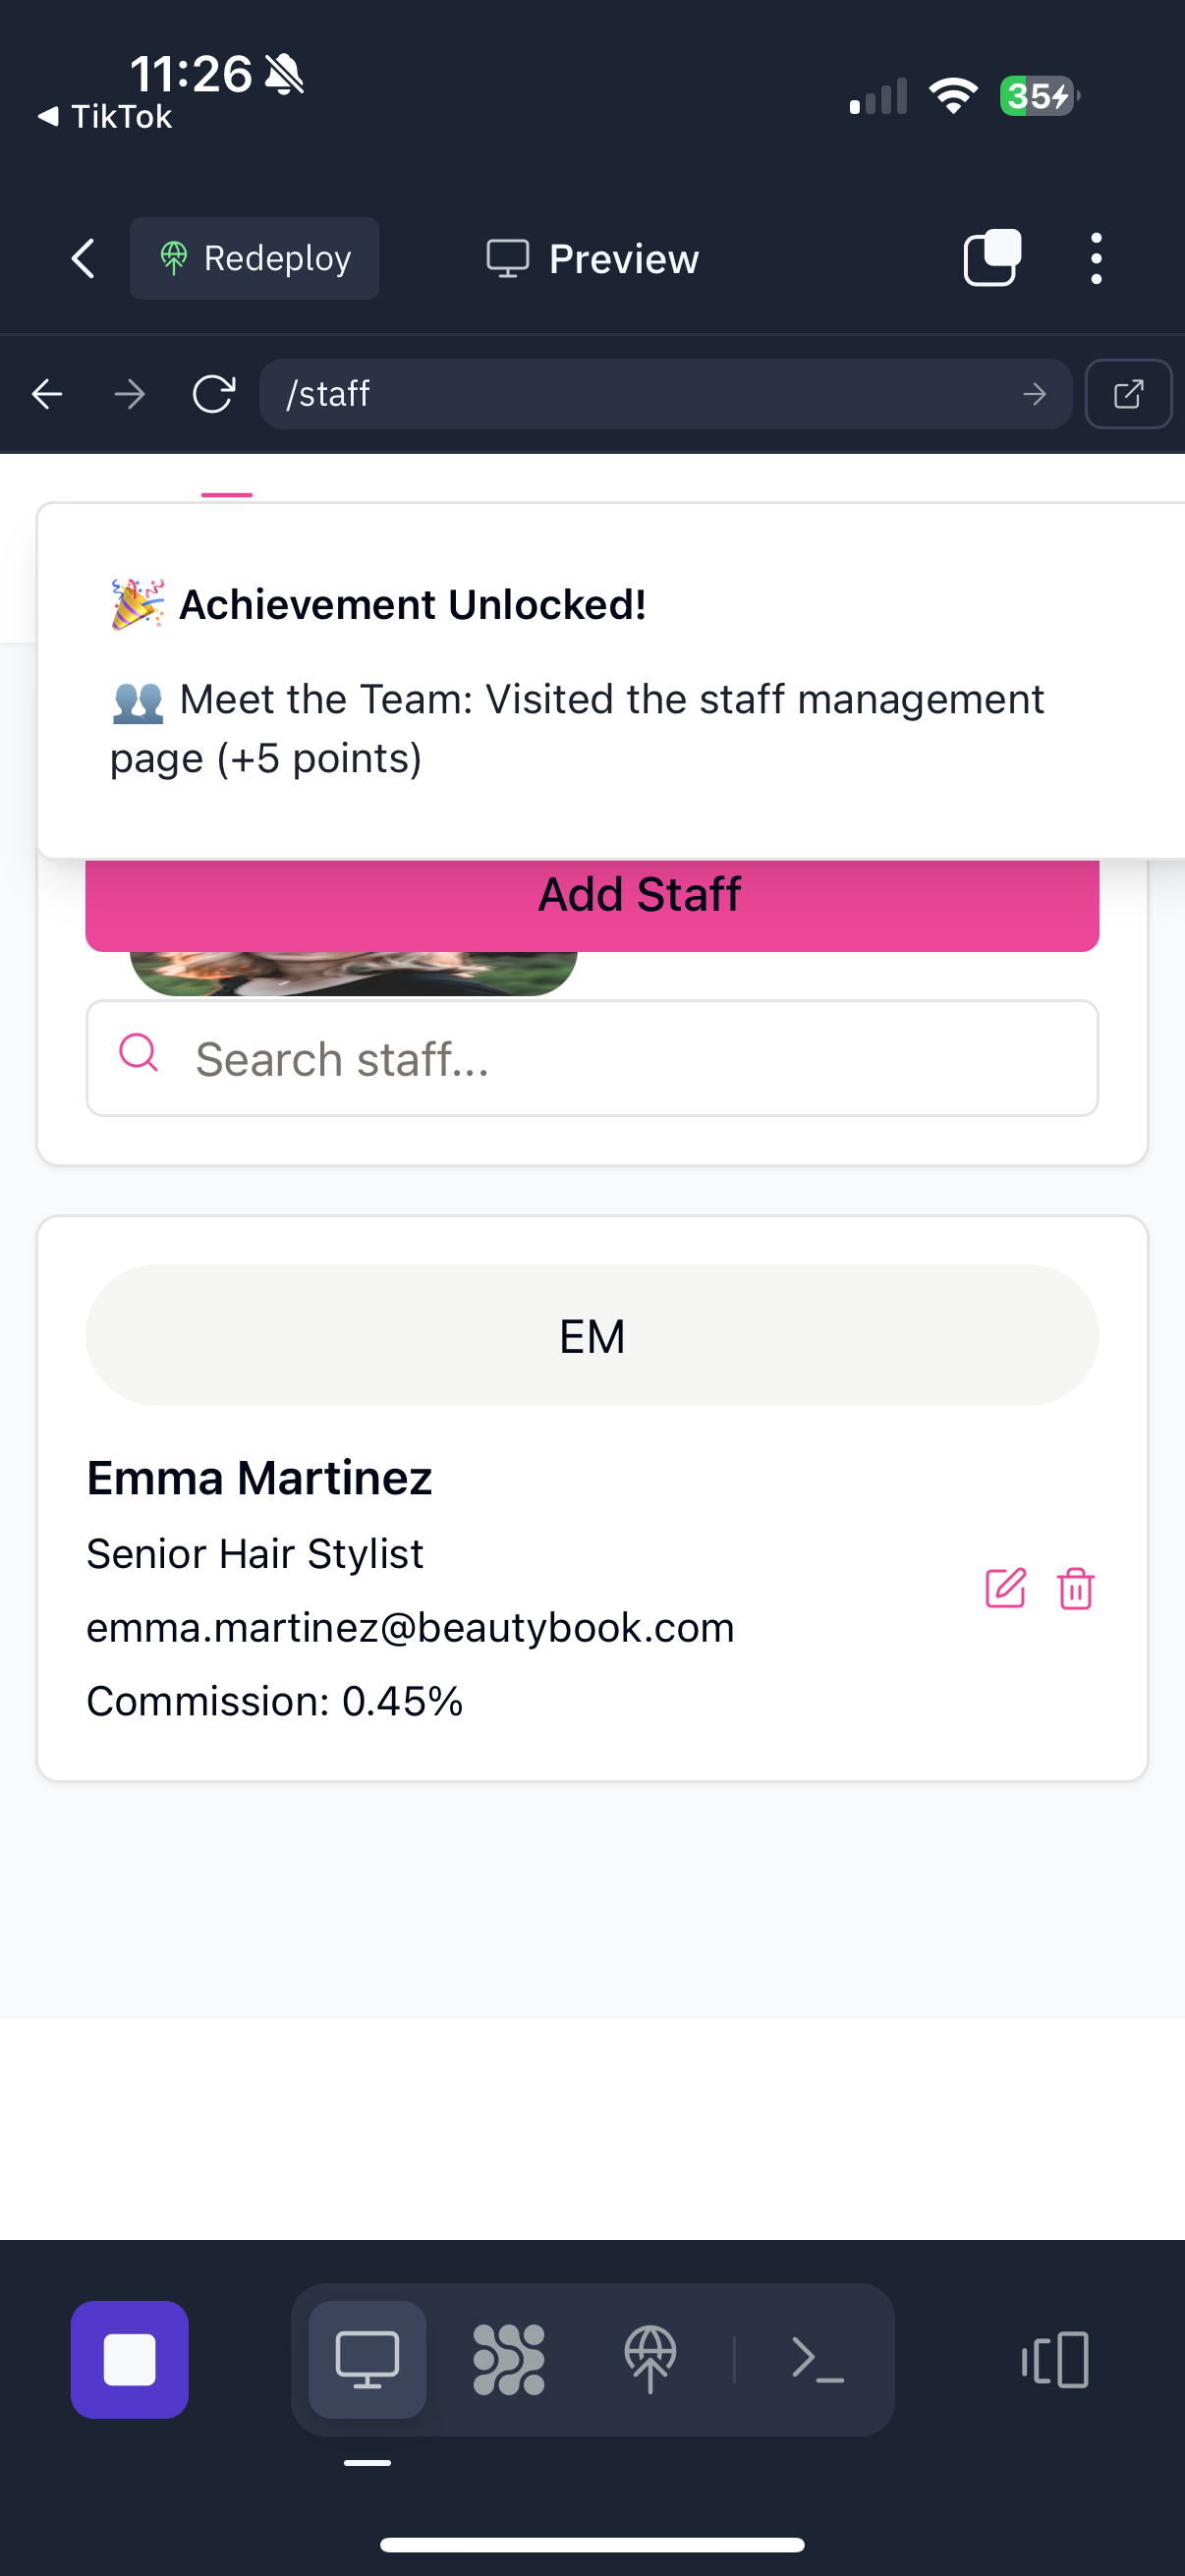 11:26
TikTok
35
Redeploy
Preview
/staff
🎉 Achievement Unlocked!
👥 Meet the Team: Visited the staff management
page (+5 points)
Add Staff
Search staff...
EM
Emma Martinez
Senior Hair Stylist
emma.martinez@beautybook.com
Commission: 0.45%